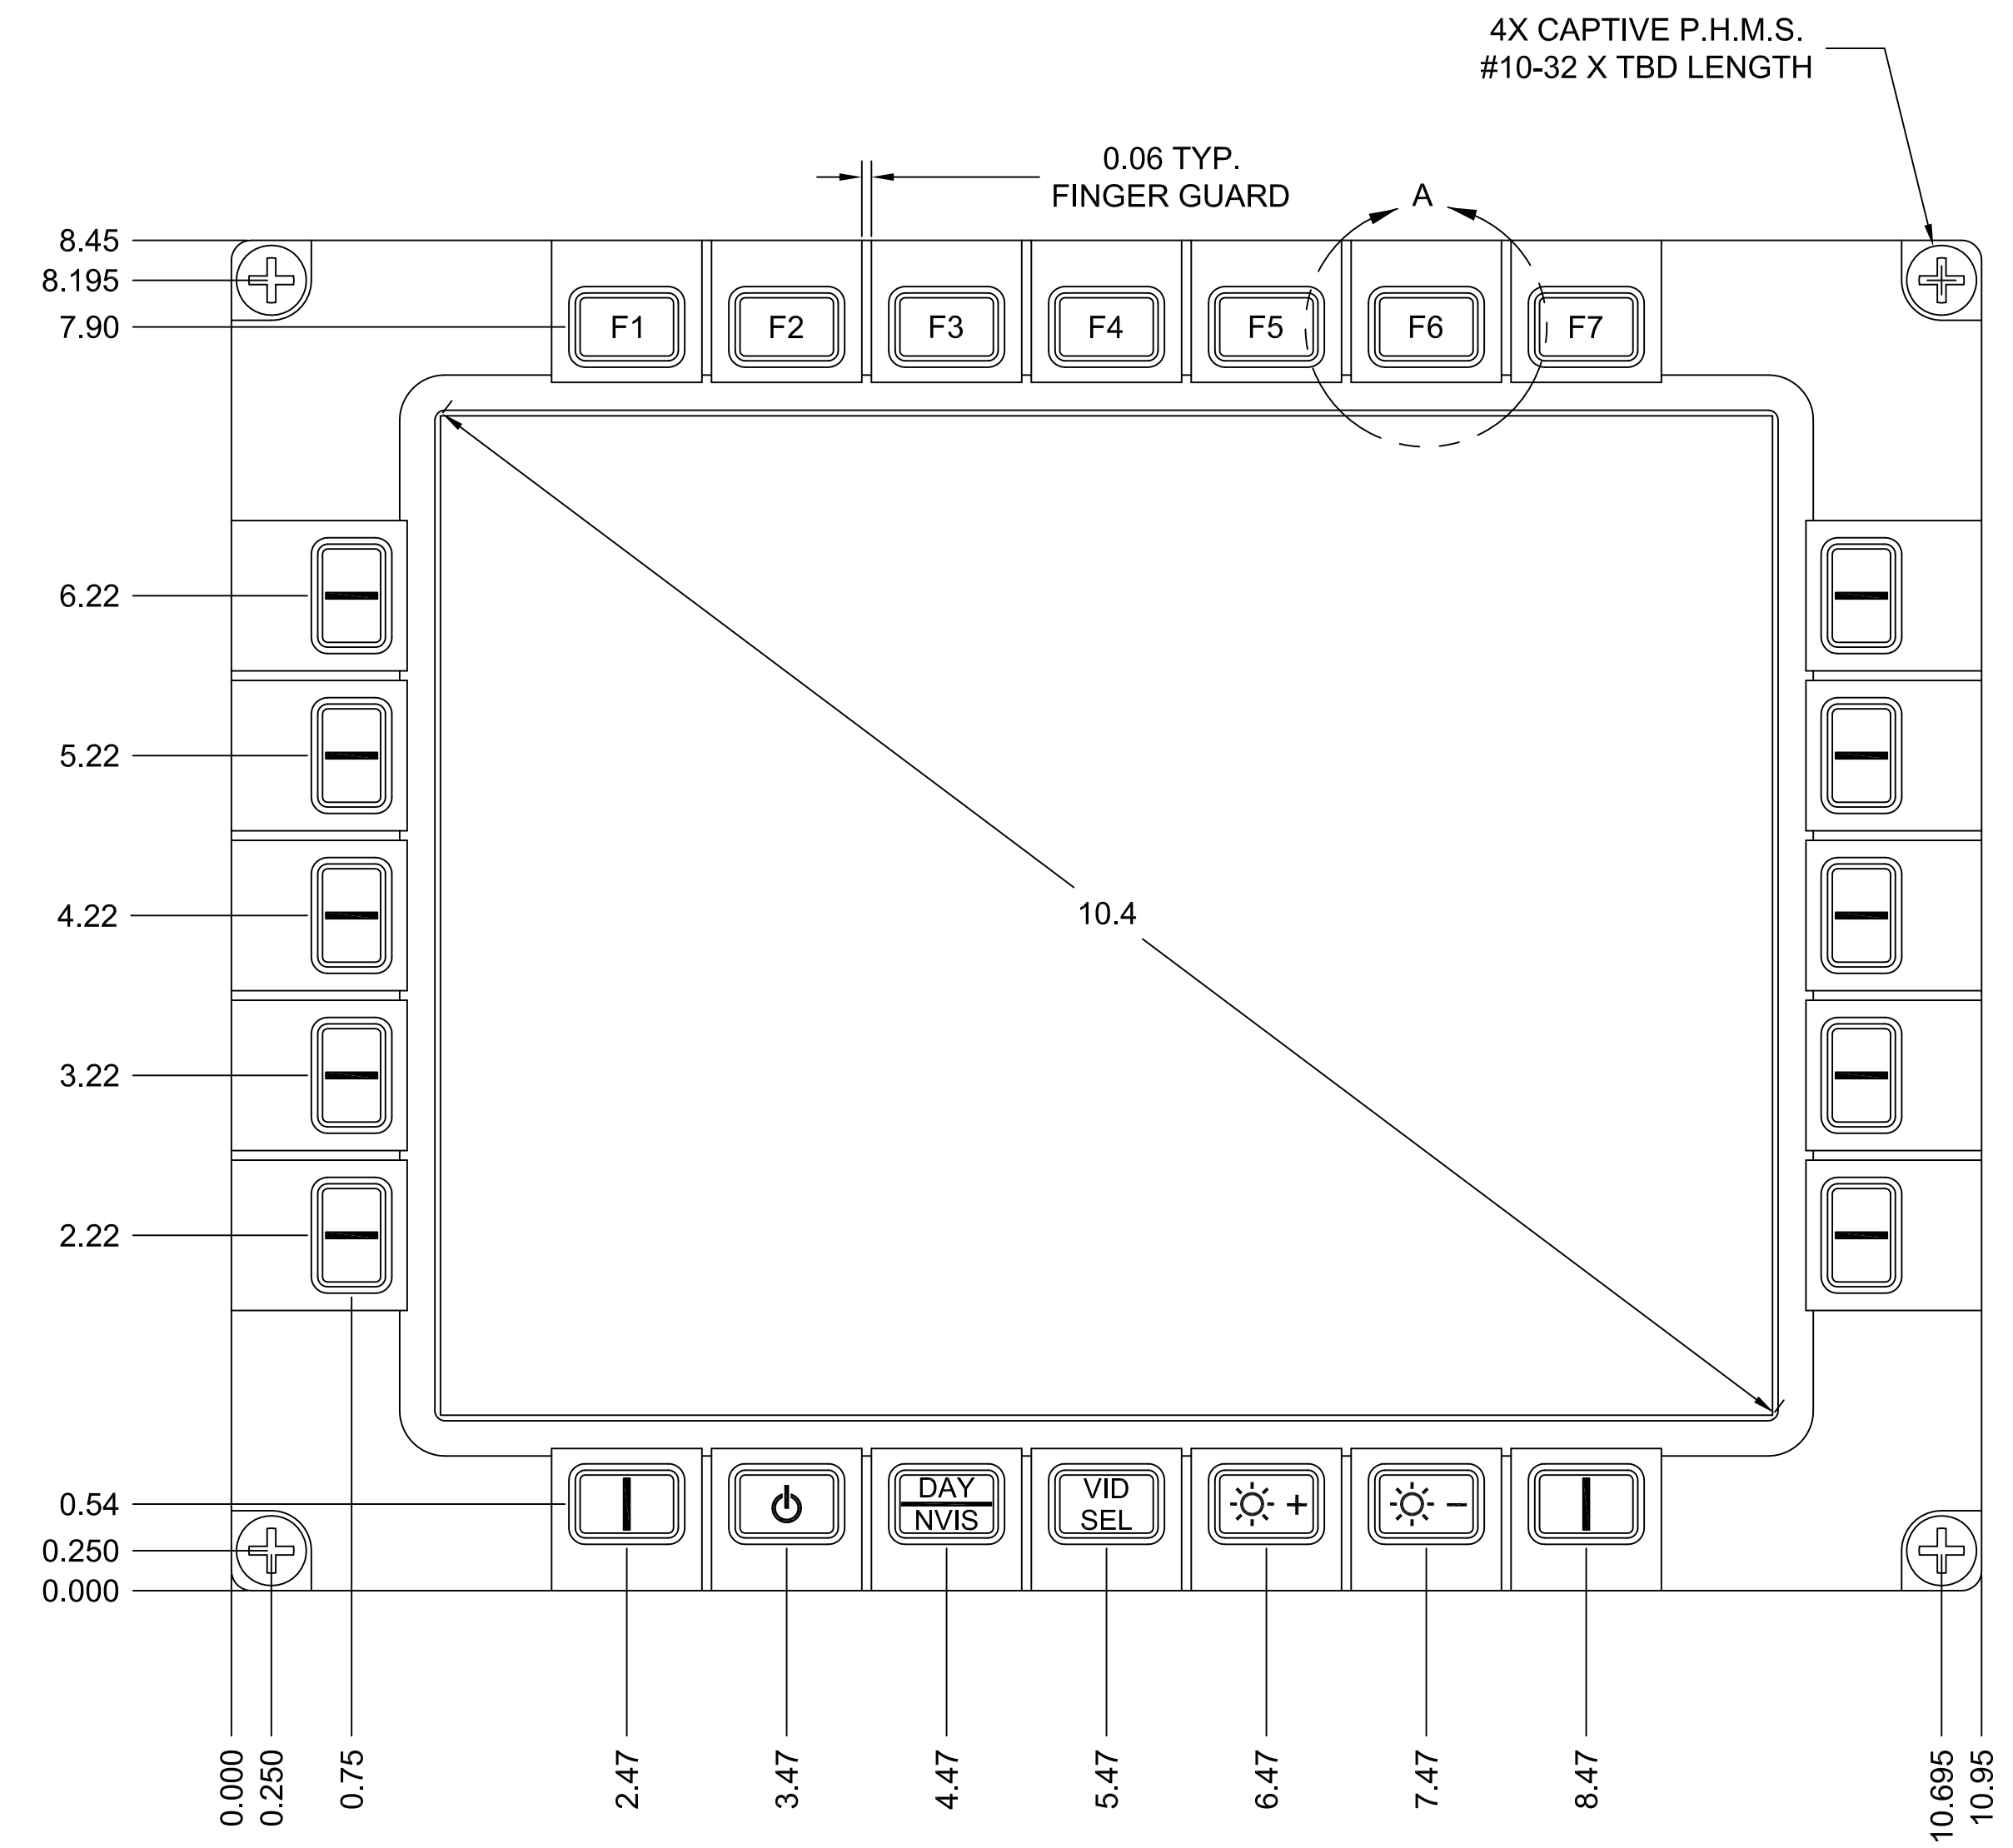 4X CAPTIVE P.H.M.S.
#10-32 X TBD LENGTH
0.06 TYP.
FINGER GUARD
A
8.45
8.195
7.90
F1
F2
F3
F4
F5
F6
F7
6.22
5.22
4.22
10.4
3.22
2.22
0.54
0.250
0.000
DAY
NVIS
VID
SEL
+
-
0.000
0.250
0.75
2.47
3.47
4.47
5.47
6.47
7.47
8.47
10.695
10.95